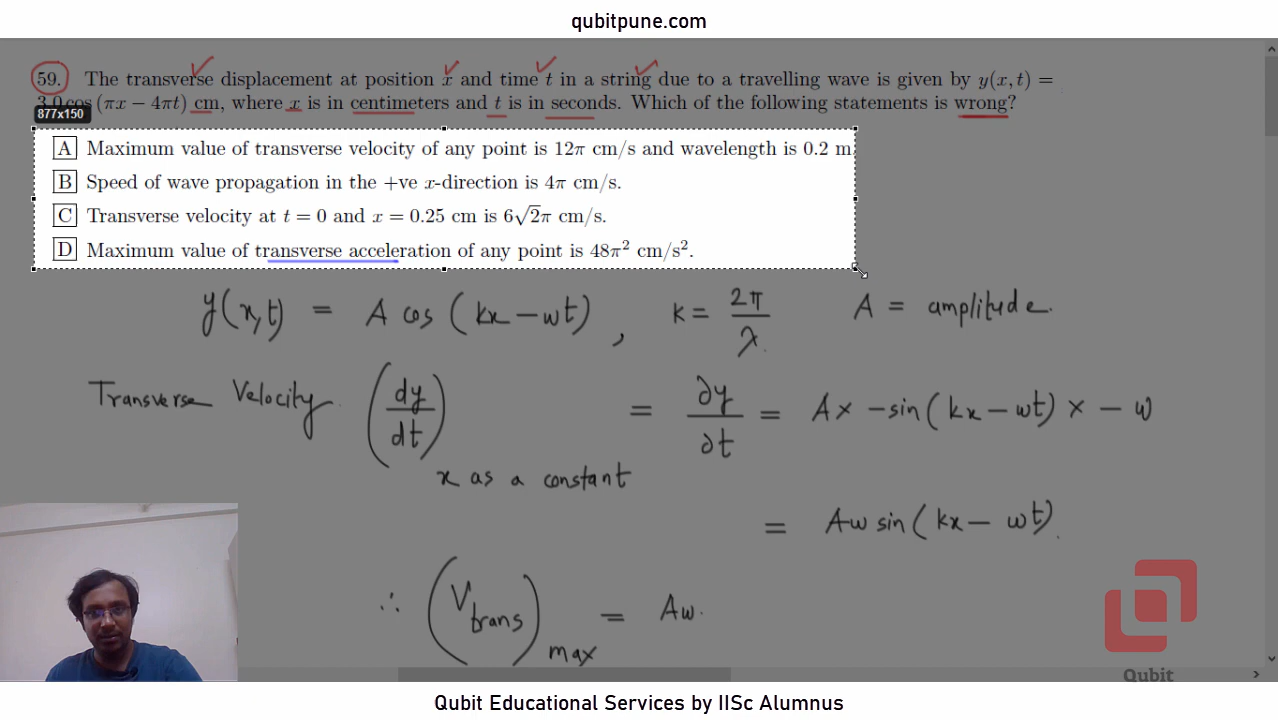 qubitpune.com
59. The transverse displacement at position x and time t in a string due to a travelling wave is given by y(x, t) =
3.0 cos (πx − 4πt) cm, where x is in centimeters and t is in seconds. Which of the following statements is wrong?
877x150
A Maximum value of transverse velocity of any point is 12π cm/s and wavelength is 0.2 m
B Speed of wave propagation in the +ve x-direction is 4π cm/s.
C Transverse velocity at t = 0 and x = 0.25 cm is 6√2π cm/s.
D Maximum value of transverse acceleration of any point is 48π² cm/s².
y(x,t) = A cos (kx − ωt), k = 2π/λ A = amplitude.
Transverse Velocity (dy/dt) x as a constant = ∂y/∂t = A× −sin(kx − ωt) × − ω
= Aω sin(kx − ωt).
∴ (V trans) max = Aω.
Qubit
Qubit Educational Services by IISc Alumnus